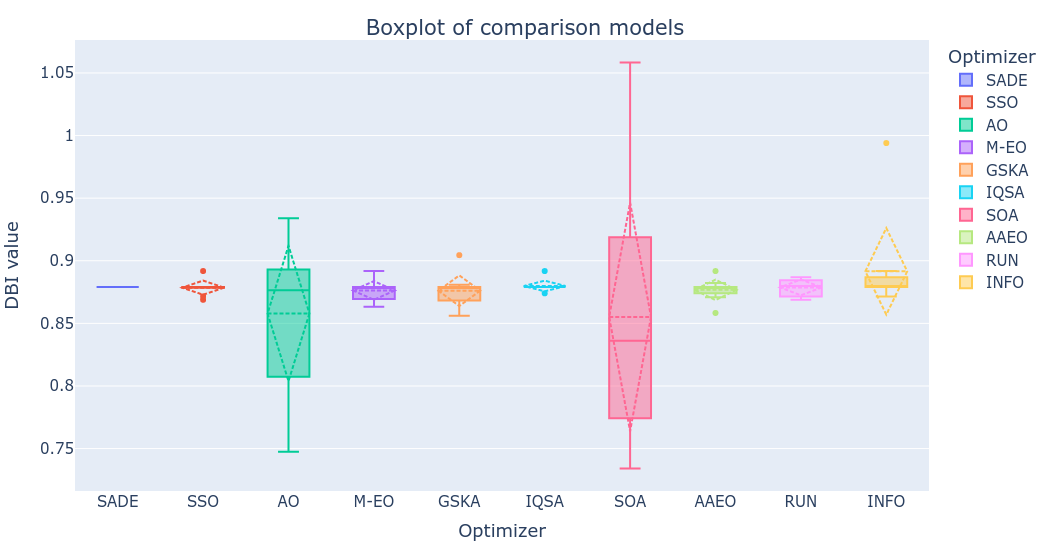 Boxplot of comparison models
DBI value
1.05
1
0.95
0.9
0.85
0.8
0.75
SADE
SSO
AO
M-EO
GSKA
IQSA
SOA
AAEO
RUN
INFO
Optimizer
Optimizer
SADE
SSO
AO
M-EO
GSKA
IQSA
SOA
AAEO
RUN
INFO